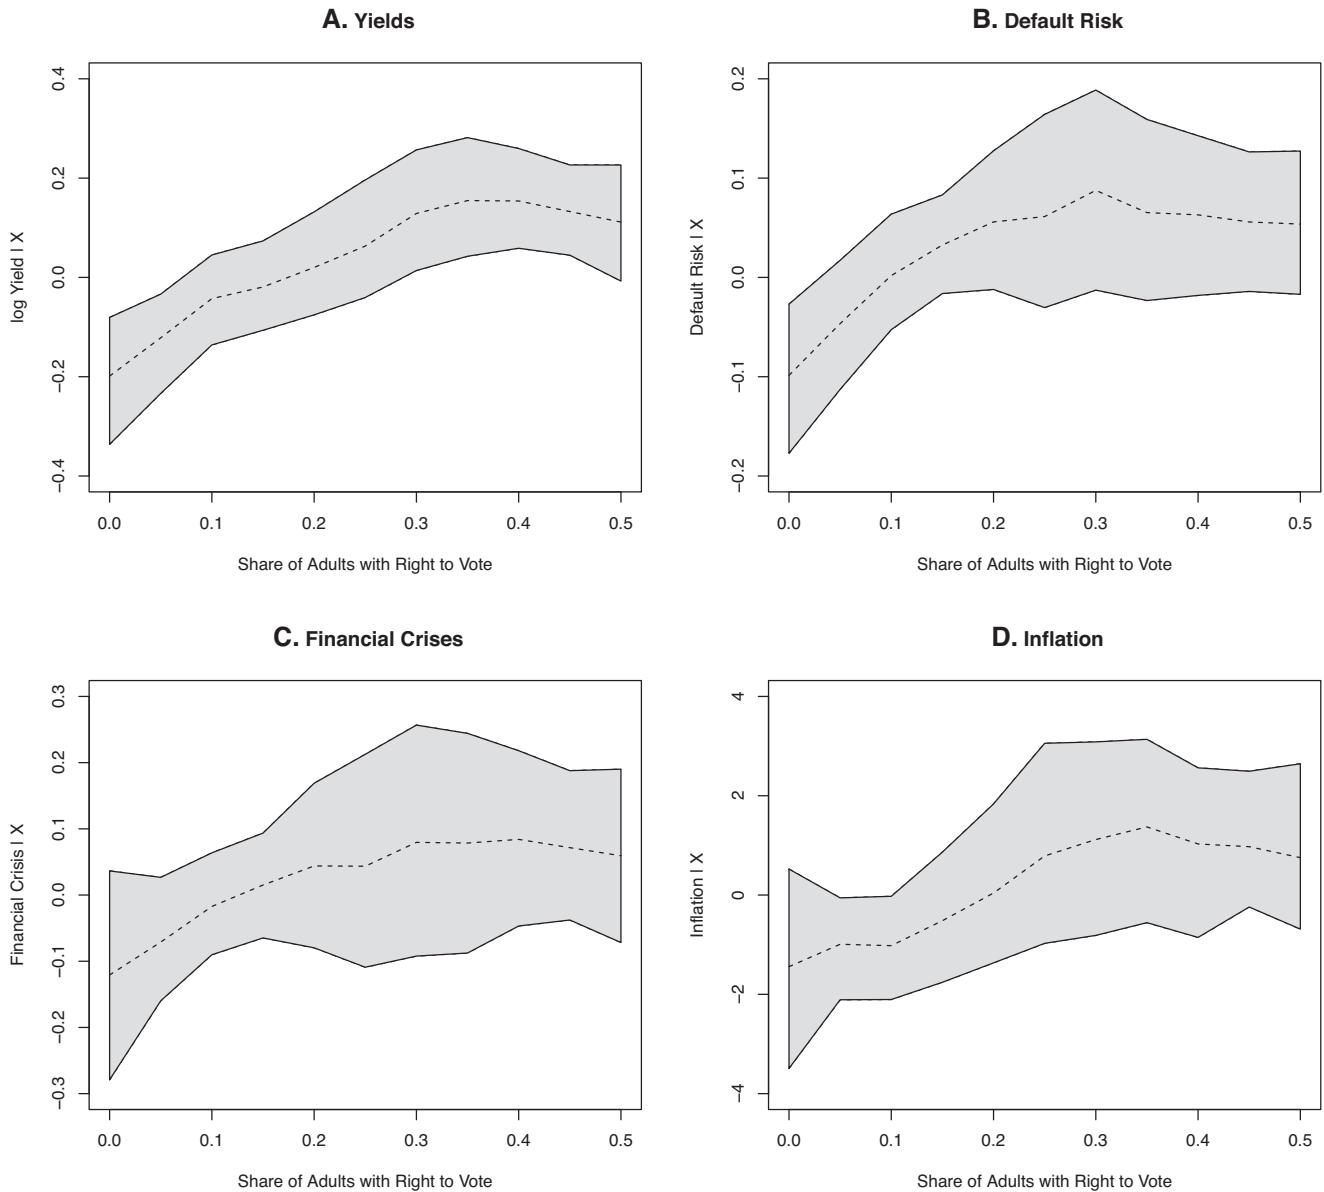 A. Yields
log Yield | X
0.4
0.2
0.0
−0.2
−0.4
0.0 0.1 0.2 0.3 0.4 0.5
Share of Adults with Right to Vote
B. Default Risk
Default Risk | X
0.2
0.1
0.0
−0.1
−0.2
0.0 0.1 0.2 0.3 0.4 0.5
Share of Adults with Right to Vote
C. Financial Crises
Financial Crisis | X
0.3
0.2
0.1
0.0
−0.1
−0.2
−0.3
0.0 0.1 0.2 0.3 0.4 0.5
Share of Adults with Right to Vote
D. Inflation
Inflation | X
4
2
0
−2
−4
0.0 0.1 0.2 0.3 0.4 0.5
Share of Adults with Right to Vote